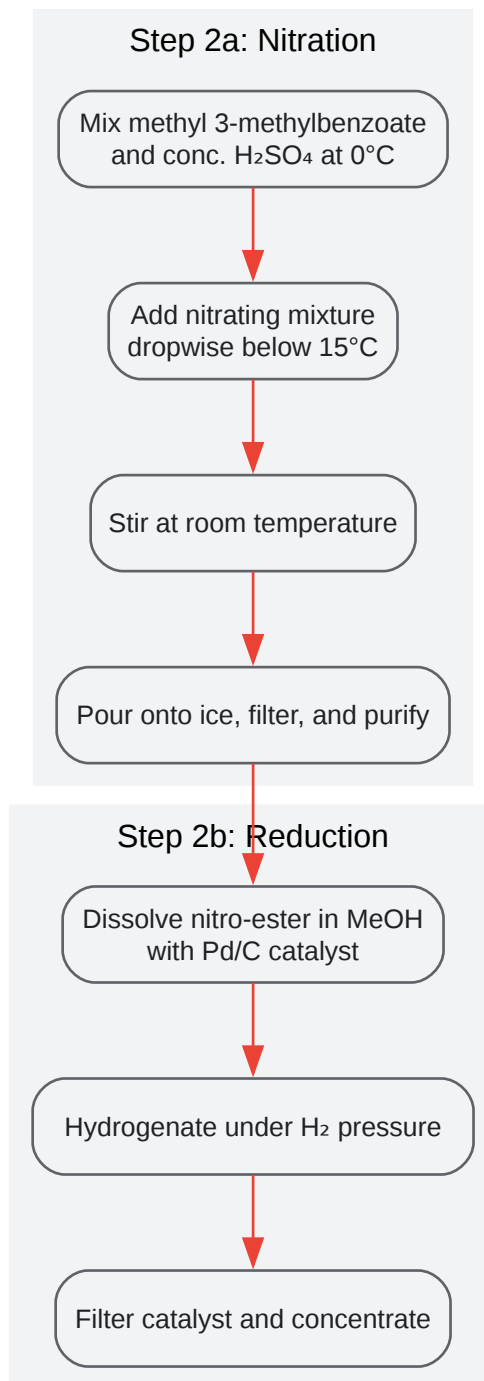 Step 2a: Nitration
Mix methyl 3-methylbenzoate
and conc. H₂SO₄ at 0°C
Add nitrating mixture
dropwise below 15°C
Stir at room temperature
Pour onto ice, filter, and purify
Step 2b: Reduction
Dissolve nitro-ester in MeOH
with Pd/C catalyst
Hydrogenate under H₂ pressure
Filter catalyst and concentrate